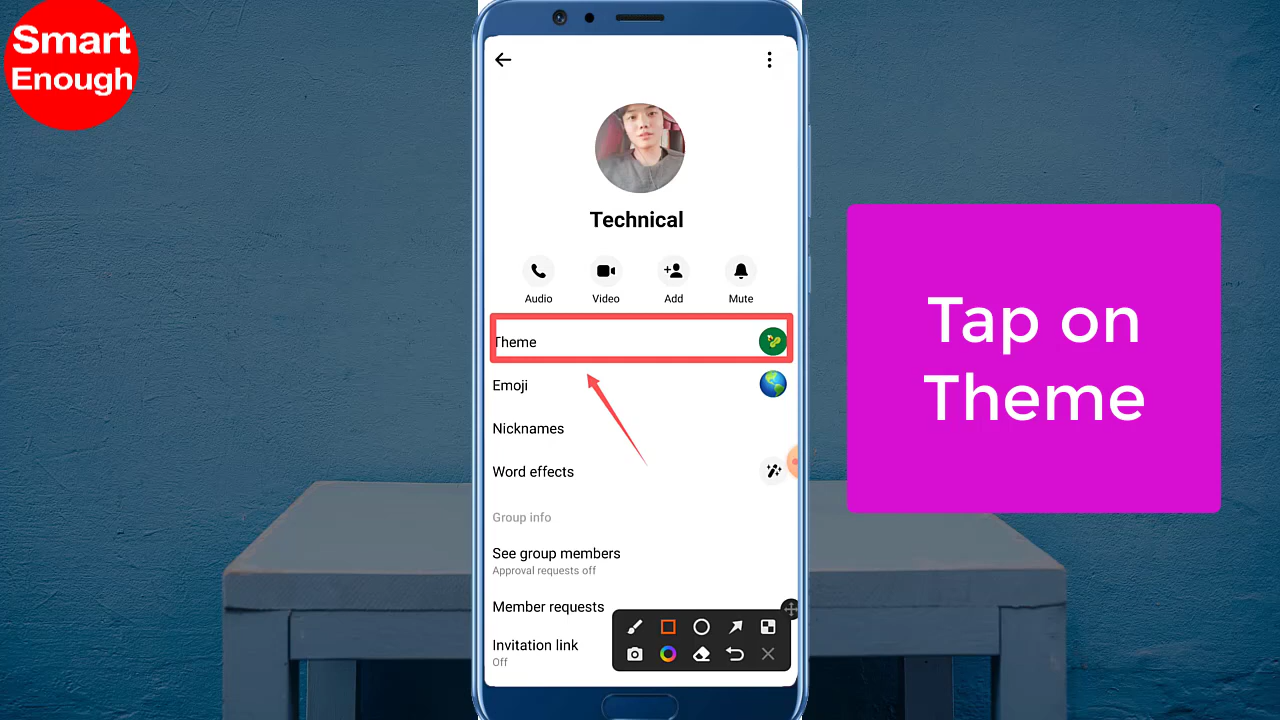 Smart
Enough
Technical
Audio
Video
Add
Mute
Theme
Emoji
Nicknames
Word effects
Group info
See group members
Approval requests off
Member requests
Invitation link
Off
Tap on
Theme